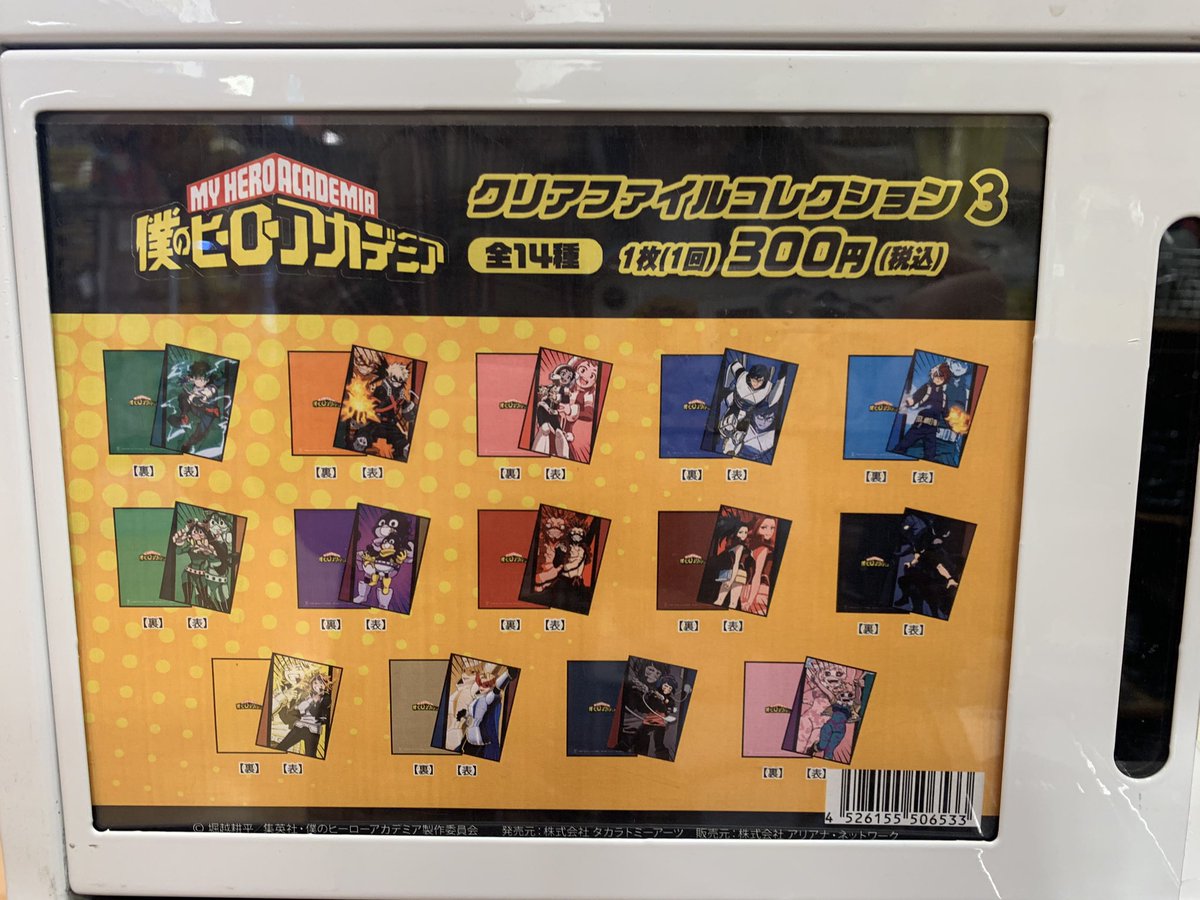 MY HERO ACADEMIA
僕のヒーローアカデミア
クリアファイルコレクション3
全14種 1枚(1回) 300円(税込)
【裏】 【表】 【裏】 【表】 【裏】 【表】 【裏】 【表】 【裏】 【表】
【裏】 【表】 【裏】 【表】 【裏】 【表】 【裏】 【表】 【裏】 【表】
【裏】 【表】 【裏】 【表】 【裏】 【表】
4 526155 506533
© 堀越耕平/集英社・僕のヒーローアカデミア製作委員会 発売元:株式会社 タカラトミーアーツ 販売元:株式会社 アリアナ・ネットワーク